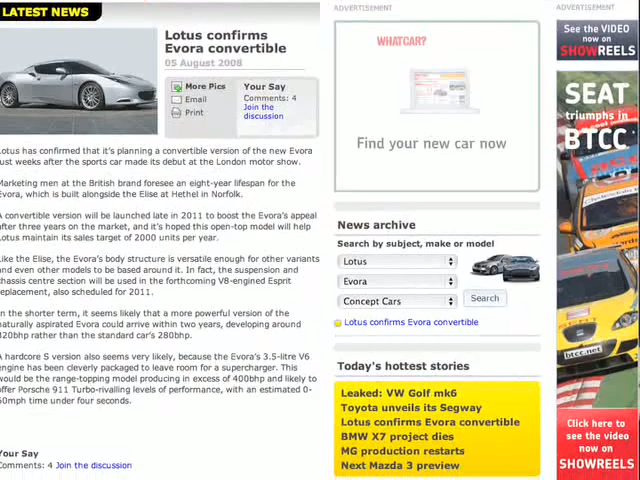 LATEST NEWS
Lotus confirms
Evora convertible
05 August 2008
More Pics
Email
Print
Your Say
Comments: 4
Join the
discussion
Lotus has confirmed that it's planning a convertible version of the new Evora
just weeks after the sports car made its debut at the London motor show.
Marketing men at the British brand foresee an eight-year lifespan for the
Evora, which is built alongside the Elise at Hethel in Norfolk.
A convertible version will be launched late in 2011 to boost the Evora's appeal
after three years on the market, and it's hoped this open-top model will help
Lotus maintain its sales target of 2000 units per year.
Like the Elise, the Evora's body structure is versatile enough for other variants
and even other models to be based around it. In fact, the suspension and
chassis centre section will be used in the forthcoming V8-engined Esprit
replacement, also scheduled for 2011.
In the shorter term, it seems likely that a more powerful version of the
naturally aspirated Evora could arrive within two years, developing around
320bhp rather than the standard car's 280bhp.
A hardcore S version also seems very likely, because the Evora's 3.5-litre V6
engine has been cleverly packaged to leave room for a supercharger. This
would be the range-topping model producing in excess of 400bhp and likely to
offer Porsche 911 Turbo-rivalling levels of performance, with an estimated 0-
60mph time under four seconds.
Your Say
Comments: 4 Join the discussion
ADVERTISEMENT
WHATCAR?
Find your new car now
News archive
Search by subject, make or model
Lotus
Evora
Concept Cars
Search
Lotus confirms Evora convertible
Today's hottest stories
Leaked: VW Golf mk6
Toyota unveils its Segway
Lotus confirms Evora convertible
BMW X7 project dies
MG production restarts
Next Mazda 3 preview
ADVERTISEMENT
See the VIDEO
now on
SHOWREELS
SEAT
triumphs in
BTCC
btcc.net
Click here to
see the video
now on
SHOWREELS